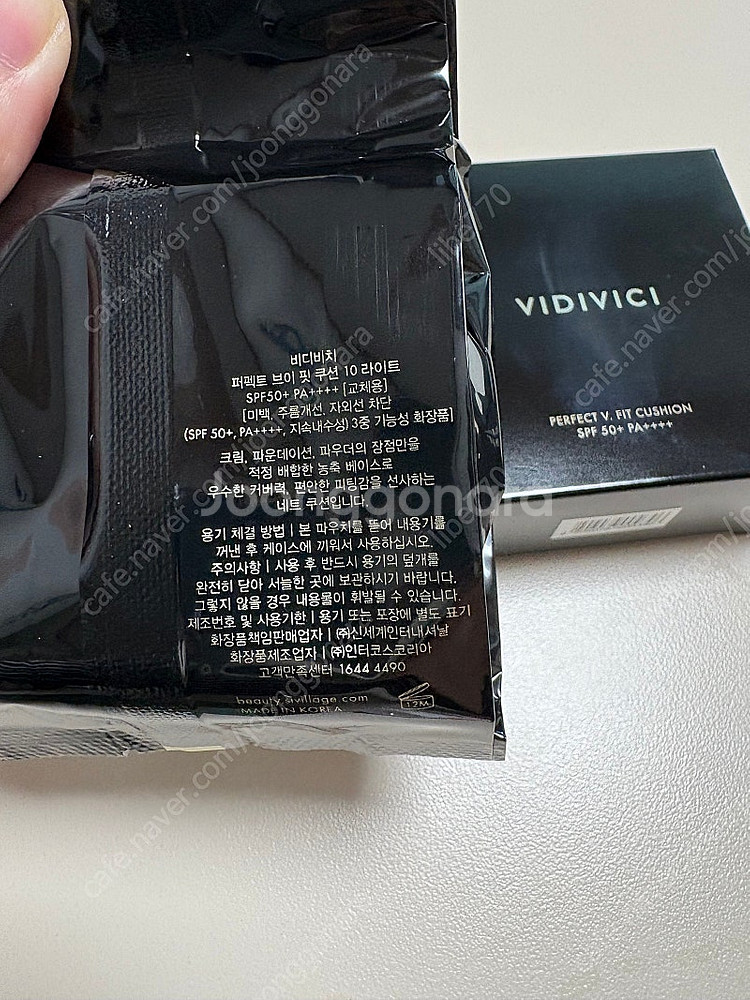 비디비치
퍼펙트 브이 핏 쿠션 10 라이트
SPF50+ PA++++ [교체용]
[미백, 주름개선, 자외선 차단
(SPF 50+, PA++++, 지속내수성) 3중 기능성 화장품]
크림, 파운데이션, 파우더의 장점만을
적정 배합한 농축 베이스로
우수한 커버력, 편안한 피팅감을 선사하는
네트 쿠션입니다.
용기 체결 방법 | 본 파우치를 뜯어 내용기를
꺼낸 후 케이스에 끼워서 사용하십시오.
주의사항 | 사용 후 반드시 용기의 덮개를
완전히 닫아 서늘한 곳에 보관하시기 바랍니다.
그렇지 않을 경우 내용물이 휘발될 수 있습니다.
제조번호 및 사용기한 | 용기 또는 포장에 별도 표기
화장품책임판매업자 | ㈜신세계인터내셔날
화장품제조업자 | ㈜인터코스코리아
고객만족센터 1644 4490
beauty.sivillage.com
MADE IN KOREA
12M
VIDIVICI
PERFECT V. FIT CUSHION
SPF 50+ PA++++
Joonggonara
cafe.naver.com/joonggonara